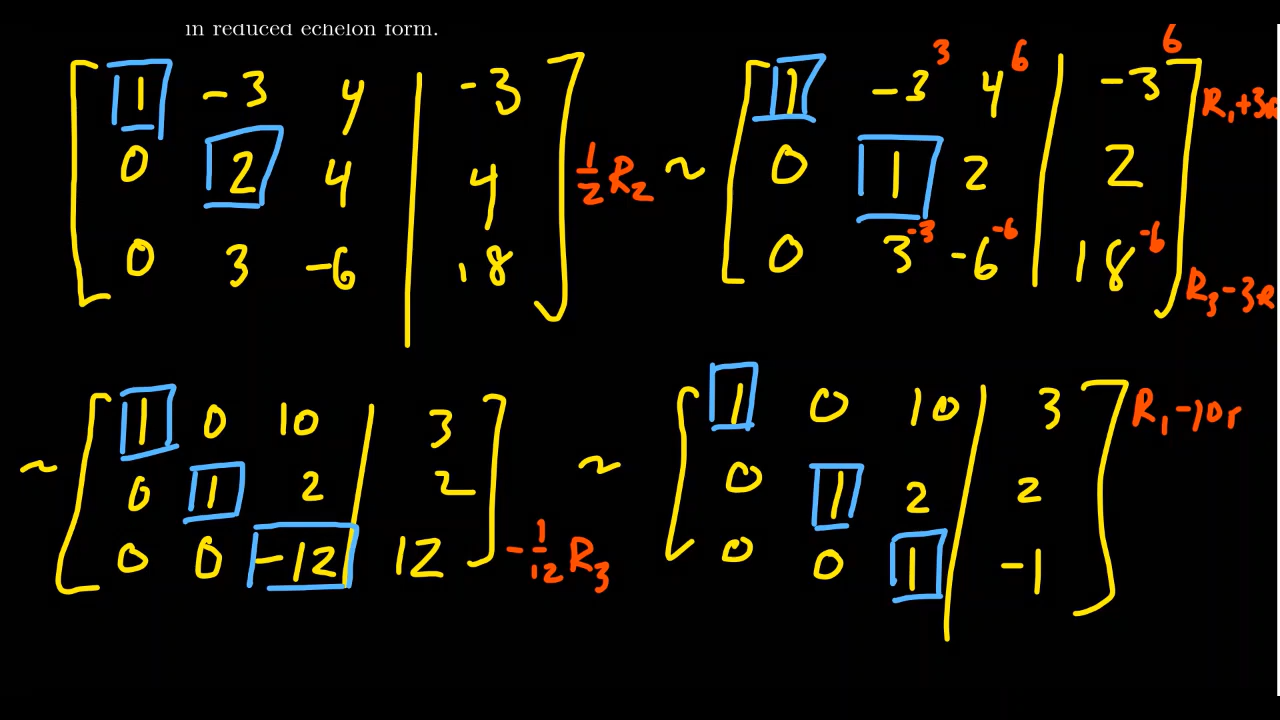 in reduced echelon form.
3 6 6
1 -3 4 -3 1 -3 4 -3 R₁+3
0 2 4 4 ½R₂ ~ 0 1 2 2
-3 -6 -6
0 3 -6 18 0 3 -6 18 R₃-3
1 0 10 3 1 0 10 3 R₁-10r
~ 0 1 2 2 ~ 0 1 2 2
0 0 -12 12 -1/12 R₃ 0 0 1 -1